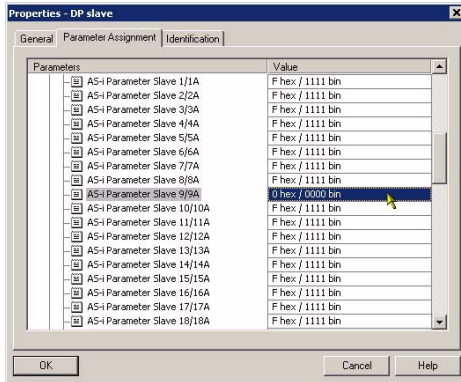 Properties - DP slave
General Parameter Assignment Identification
Parameters Value
AS-i Parameter Slave 1/1A F hex / 1111 bin
AS-i Parameter Slave 2/2A F hex / 1111 bin
AS-i Parameter Slave 3/3A F hex / 1111 bin
AS-i Parameter Slave 4/4A F hex / 1111 bin
AS-i Parameter Slave 5/5A F hex / 1111 bin
AS-i Parameter Slave 6/6A F hex / 1111 bin
AS-i Parameter Slave 7/7A F hex / 1111 bin
AS-i Parameter Slave 8/8A F hex / 1111 bin
AS-i Parameter Slave 9/9A 0 hex / 0000 bin
AS-i Parameter Slave 10/10A F hex / 1111 bin
AS-i Parameter Slave 11/11A F hex / 1111 bin
AS-i Parameter Slave 12/12A F hex / 1111 bin
AS-i Parameter Slave 13/13A F hex / 1111 bin
AS-i Parameter Slave 14/14A F hex / 1111 bin
AS-i Parameter Slave 15/15A F hex / 1111 bin
AS-i Parameter Slave 16/16A F hex / 1111 bin
AS-i Parameter Slave 17/17A F hex / 1111 bin
AS-i Parameter Slave 18/18A F hex / 1111 bin
OK Cancel Help